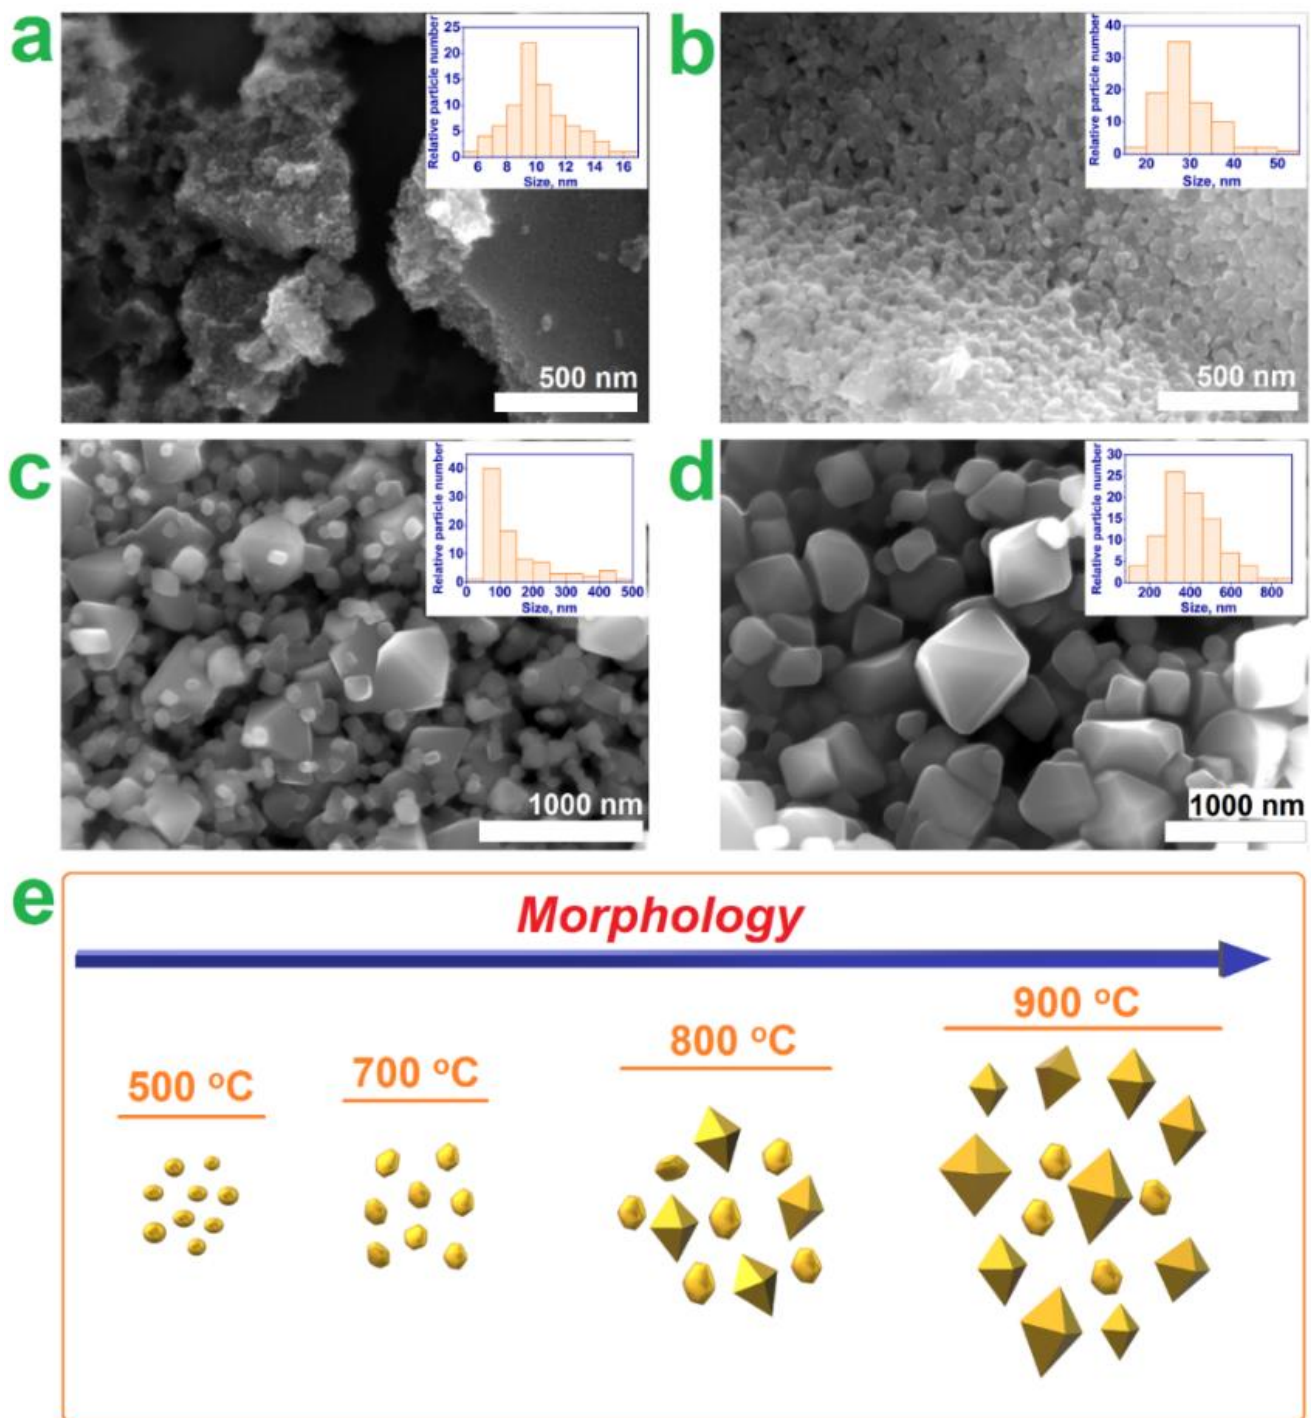 a
Relative particle number
25
20
15
10
5
0
6 8 10 12 14 16
Size, nm
500 nm
b
Relative particle number
40
30
20
10
0
20 30 40 50
Size, nm
500 nm
c
Relative particle number
40
30
20
10
0
0 100 200 300 400 500
Size, nm
1000 nm
d
Relative particle number
30
25
20
15
10
5
0
200 400 600 800
Size, nm
1000 nm
e
Morphology
500 °C
700 °C
800 °C
900 °C